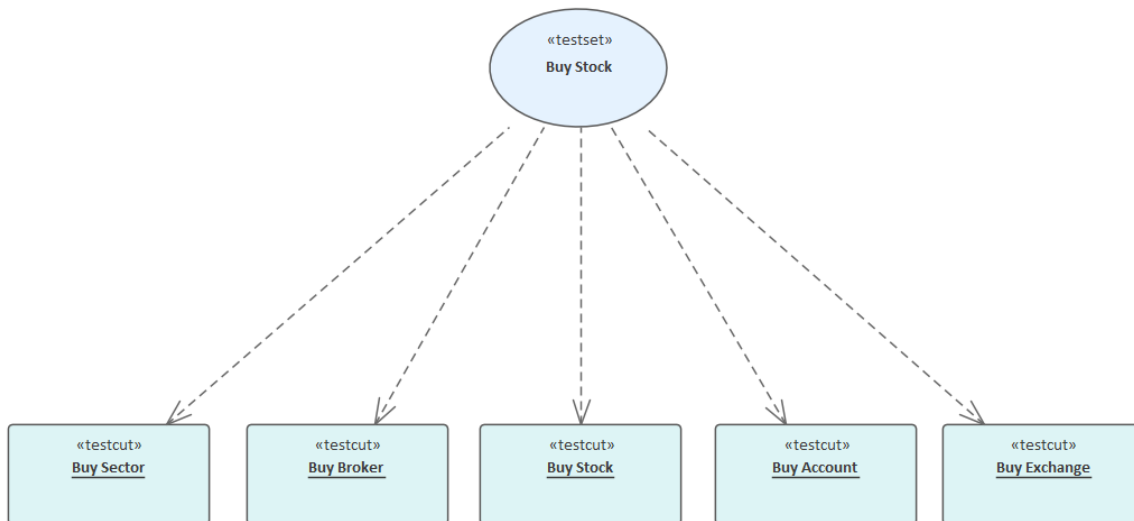 «testset»
Buy Stock
«testcut»
Buy Sector
«testcut»
Buy Broker
«testcut»
Buy Stock
«testcut»
Buy Account
«testcut»
Buy Exchange